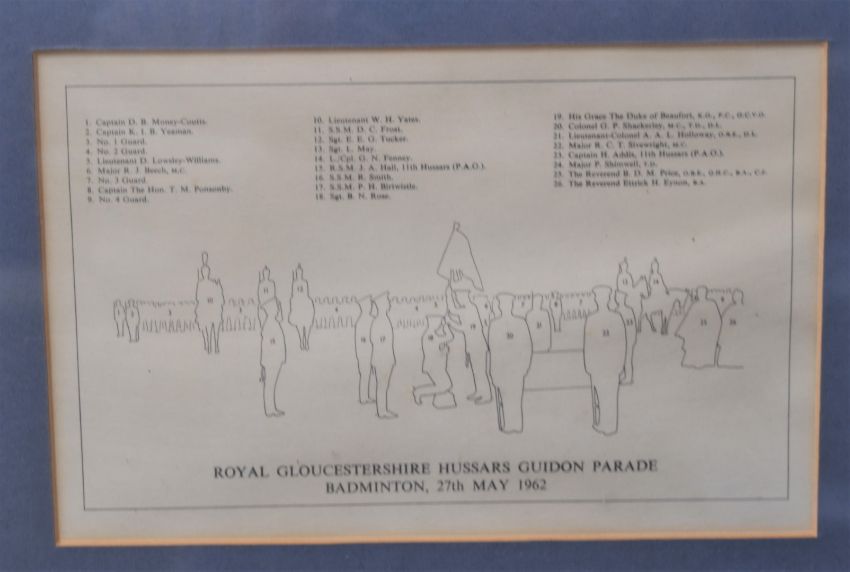 1. Captain D. B. Money-Coutts.
2. Captain K. I. B. Yeaman.
3. No. 1 Guard.
4. No. 2 Guard.
5. Lieutenant D. Lowsley-Williams.
6. Major R. J. Beech, M.C.
7. No. 3 Guard.
8. Captain The Hon. T. M. Ponsonby.
9. No. 4 Guard.
10. Lieutenant W. H. Yates.
11. S.S.M. D. C. Frost.
12. Sgt. E. E. G. Tucker.
13. Sgt. L. May.
14. L./Cpl. G. N. Fenney.
15. R.S.M. J. A. Hall, 11th Hussars (P.A.O.).
16. S.S.M. R. Smith.
17. S.S.M. P. H. Birtwistle.
18. Sgt. B. N. Rose.
19. His Grace The Duke of Beaufort, K.G., P.C., G.C.V.O.
20. Colonel G. P. Shakerley, M.C., T.D., D.L.
21. Lieutenant-Colonel A. A. L. Holloway, O.B.E., D.L.
22. Major R. C. T. Sivewright, M.C.
23. Captain H. Addis, 11th Hussars (P.A.O.).
24. Major P. Shimwell, T.D.
25. The Reverend B. D. M. Price, O.B.E., Q.H.C., B.A., C.F.
26. The Reverend Ettrick H. Eynon, B.A.
ROYAL GLOUCESTERSHIRE HUSSARS GUIDON PARADE
BADMINTON, 27th MAY 1962